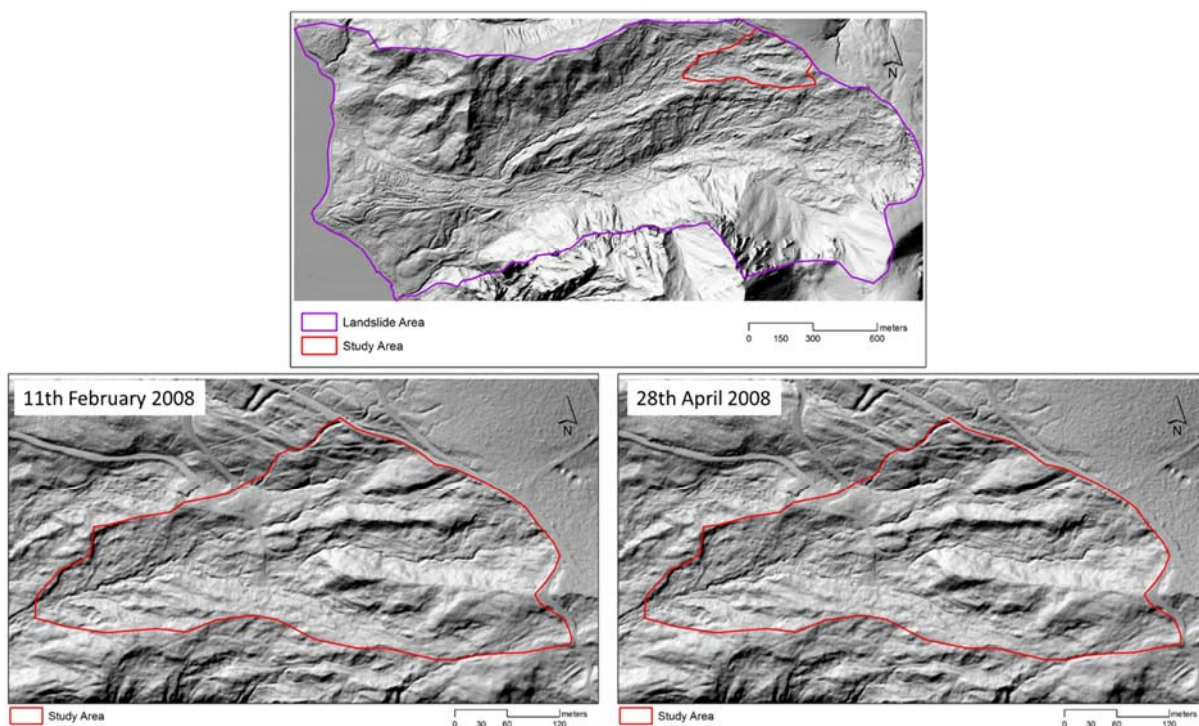 N
Landslide Area
Study Area
meters
0 150 300 600
11th February 2008
N
Study Area
meters
0 30 60 120
28th April 2008
N
Study Area
meters
0 30 60 120